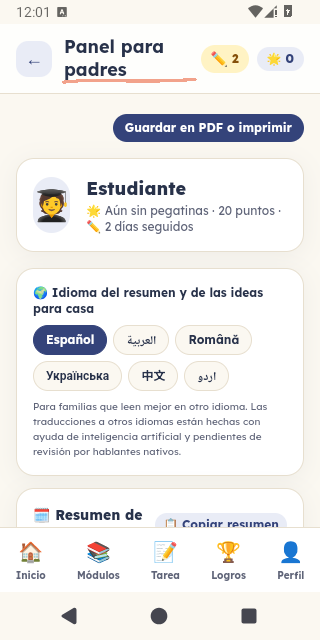 12:01
Panel para padres
✏️ 2
🌟 0
Guardar en PDF o imprimir
Estudiante
🌟 Aún sin pegatinas · 20 puntos ·
✏️ 2 días seguidos
🌍 Idioma del resumen y de las ideas
para casa
Español
العربية
Română
Українська
中文
اردو
Para familias que leen mejor en otro idioma. Las
traducciones a otros idiomas están hechas con
ayuda de inteligencia artificial y pendientes de
revisión por hablantes nativos.
🗓️ Resumen de
📋 Copiar resumen
Inicio
Módulos
Tarea
Logros
Perfil